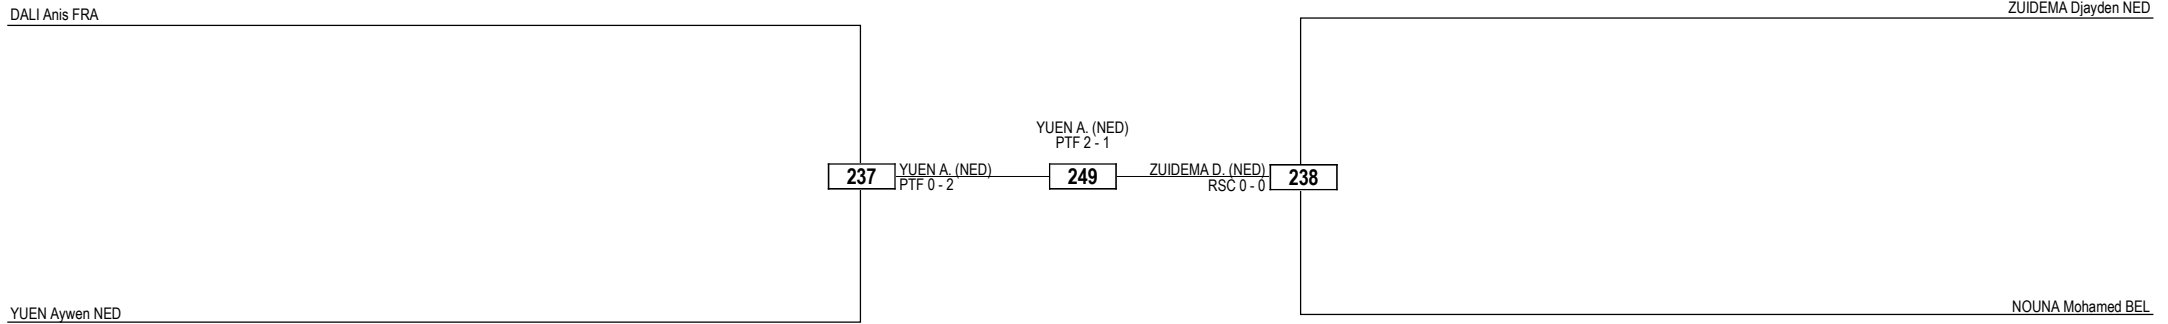 DALI Anis FRA
ZUIDEMA Djayden NED
YUEN A. (NED)
PTF 2 - 1
237
YUEN A. (NED)
PTF 0 - 2
249
ZUIDEMA D. (NED)
RSC 0 - 0
238
YUEN Aywen NED
NOUNA Mohamed BEL